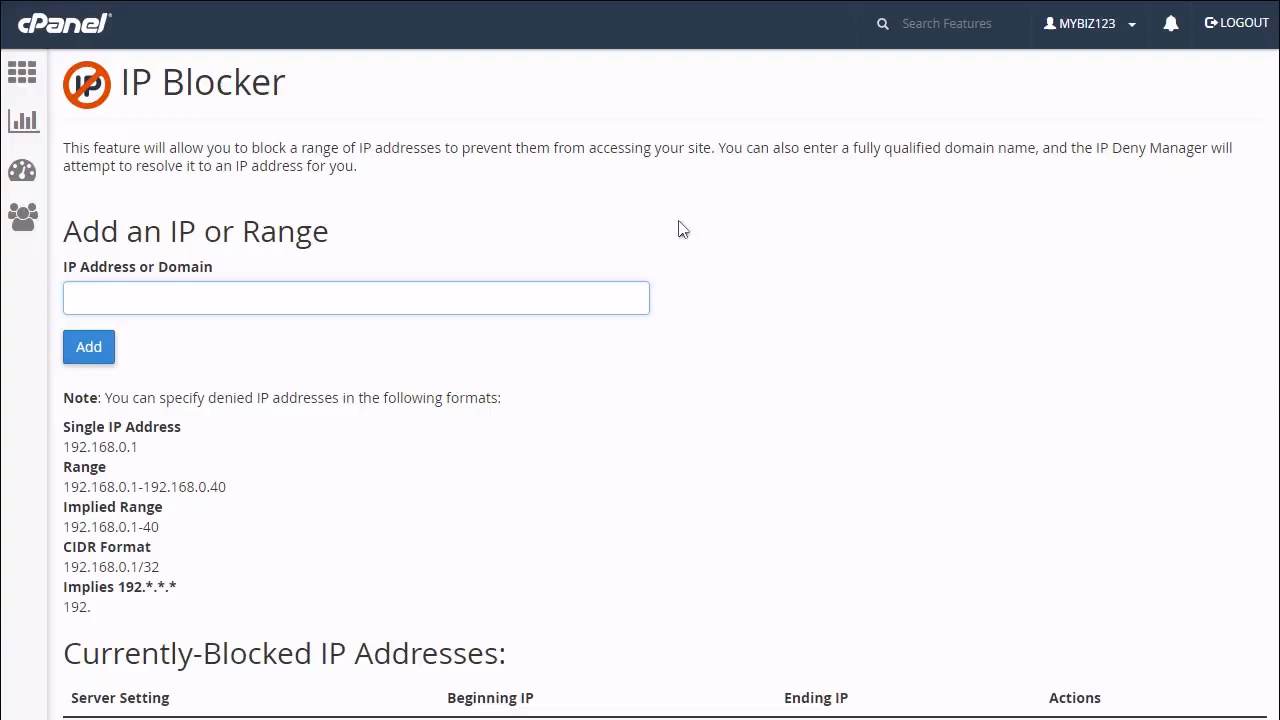 cPanel®
Search Features
MYBIZ123
LOGOUT
IP
IP Blocker
This feature will allow you to block a range of IP addresses to prevent them from accessing your site. You can also enter a fully qualified domain name, and the IP Deny Manager will
attempt to resolve it to an IP address for you.
Add an IP or Range
IP Address or Domain
Add
Note: You can specify denied IP addresses in the following formats:
Single IP Address
192.168.0.1
Range
192.168.0.1-192.168.0.40
Implied Range
192.168.0.1-40
CIDR Format
192.168.0.1/32
Implies 192.*.*.*
192.
Currently-Blocked IP Addresses:
Server Setting Beginning IP Ending IP Actions